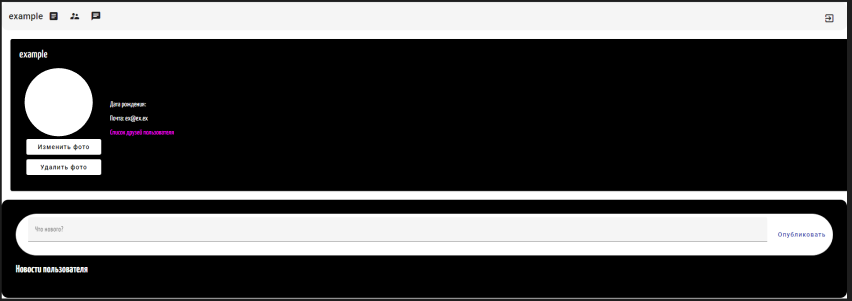 example
example
Дата рождения:
Почта: ex@ex.ex
Список друзей пользователя
Изменить фото
Удалить фото
Что нового?
Опубликовать
Новости пользователя